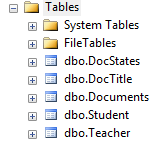 Tables
System Tables
FileTables
dbo.DocStates
dbo.DocTitle
dbo.Documents
dbo.Student
dbo.Teacher